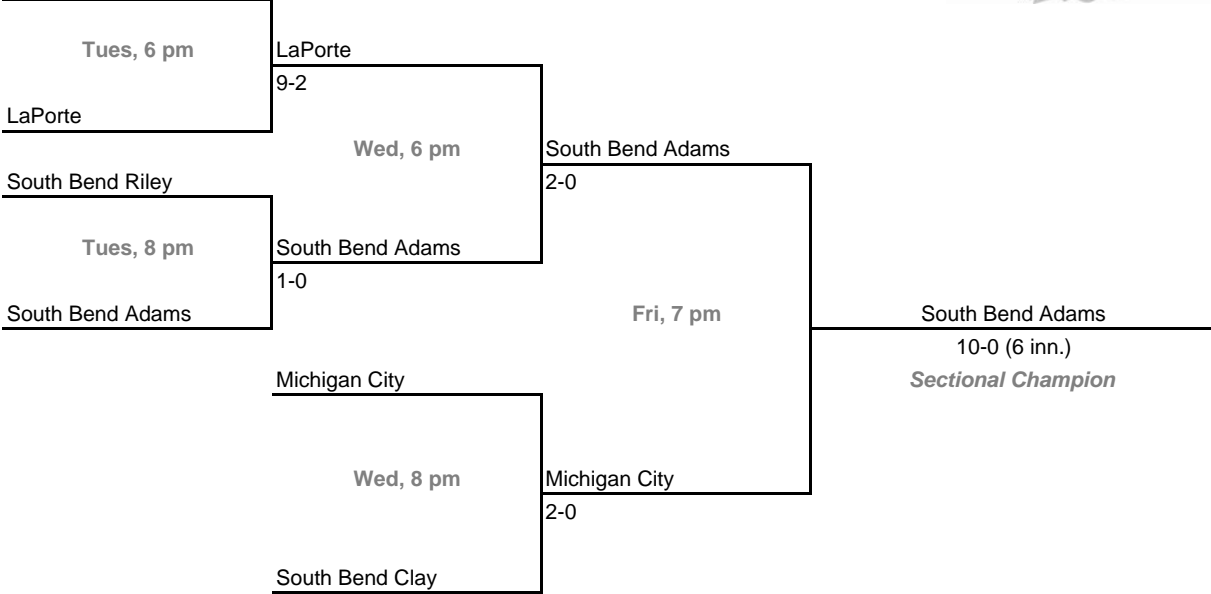 Tues, 6 pm
LaPorte
9-2
LaPorte
Wed, 6 pm
South Bend Adams
South Bend Riley
2-0
Tues, 8 pm
South Bend Adams
1-0
South Bend Adams
Fri, 7 pm
South Bend Adams
10-0 (6 inn.)
Michigan City
Sectional Champion
Wed, 8 pm
Michigan City
2-0
South Bend Clay